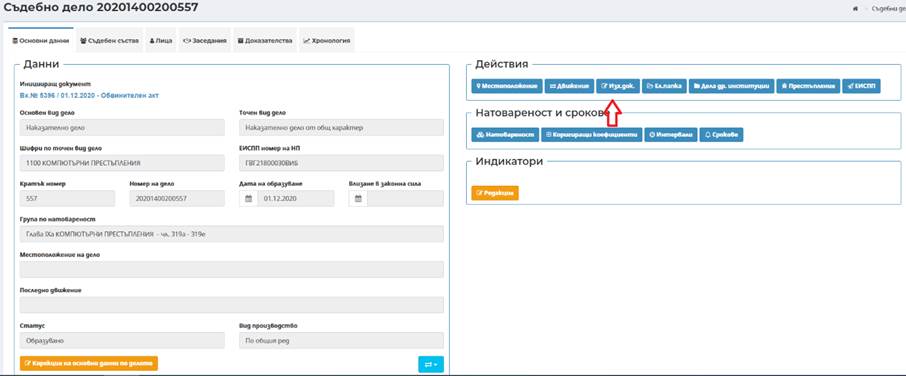 Съдебно дело 20201400200557
Съдебни де
Основни данни Съдебен състав Лица Заседания Доказателства Хронология
Данни
Иницииращ документ
Вх.№ 5396 / 01.12.2020 - Обвинителен акт
Основен вид дело Точен вид дело
Наказателно дело Наказателно дело от общ характер
Шифри по точен вид дело ЕИСПП номер на НП
1100 КОМПЮТЪРНИ ПРЕСТЪПЛЕНИЯ ГВГ21800030ВИБ
Кратък номер Номер на дело Дата на образуване Влизане в законна сила
557 20201400200557 01.12.2020
Група по натовареност
Глава IXа КОМПЮТЪРНИ ПРЕСТЪПЛЕНИЯ - чл. 319а - 319е
Местоположение на дело
Последно движение
Статус Вид производство
Образувано По общия ред
Корекция на основни данни по делото
Действия
Местоположение Движения Изх.док. Ел.папка Дела др. институции Престъпления ЕИСПП
Натовареност и срокове
Натовареност Коригиращи коефициенти Интервали Срокове
Индикатори
Редакции